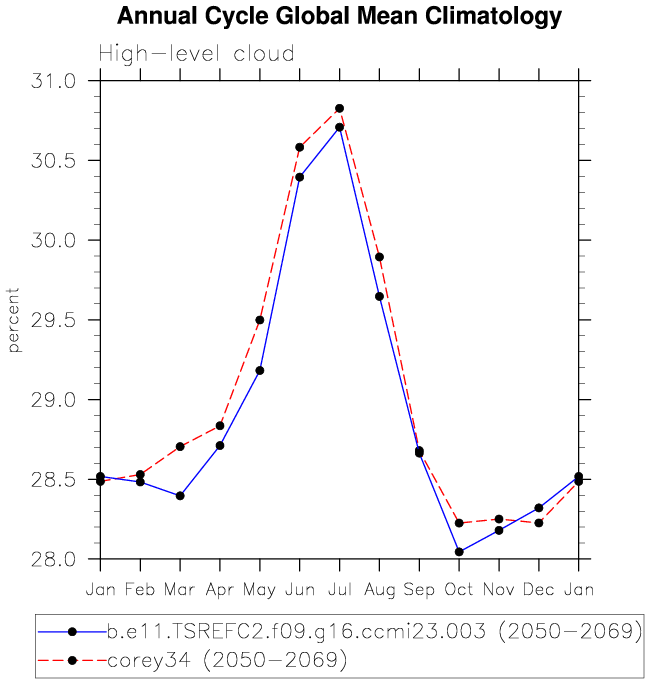 Annual Cycle Global Mean Climatology
High-level cloud
31.0
30.5
30.0
29.5
29.0
28.5
28.0
percent
Jan Feb Mar Apr May Jun Jul Aug Sep Oct Nov Dec Jan
b.e11.TSREFC2.f09.g16.ccmi23.003 (2050-2069)
corey34 (2050-2069)